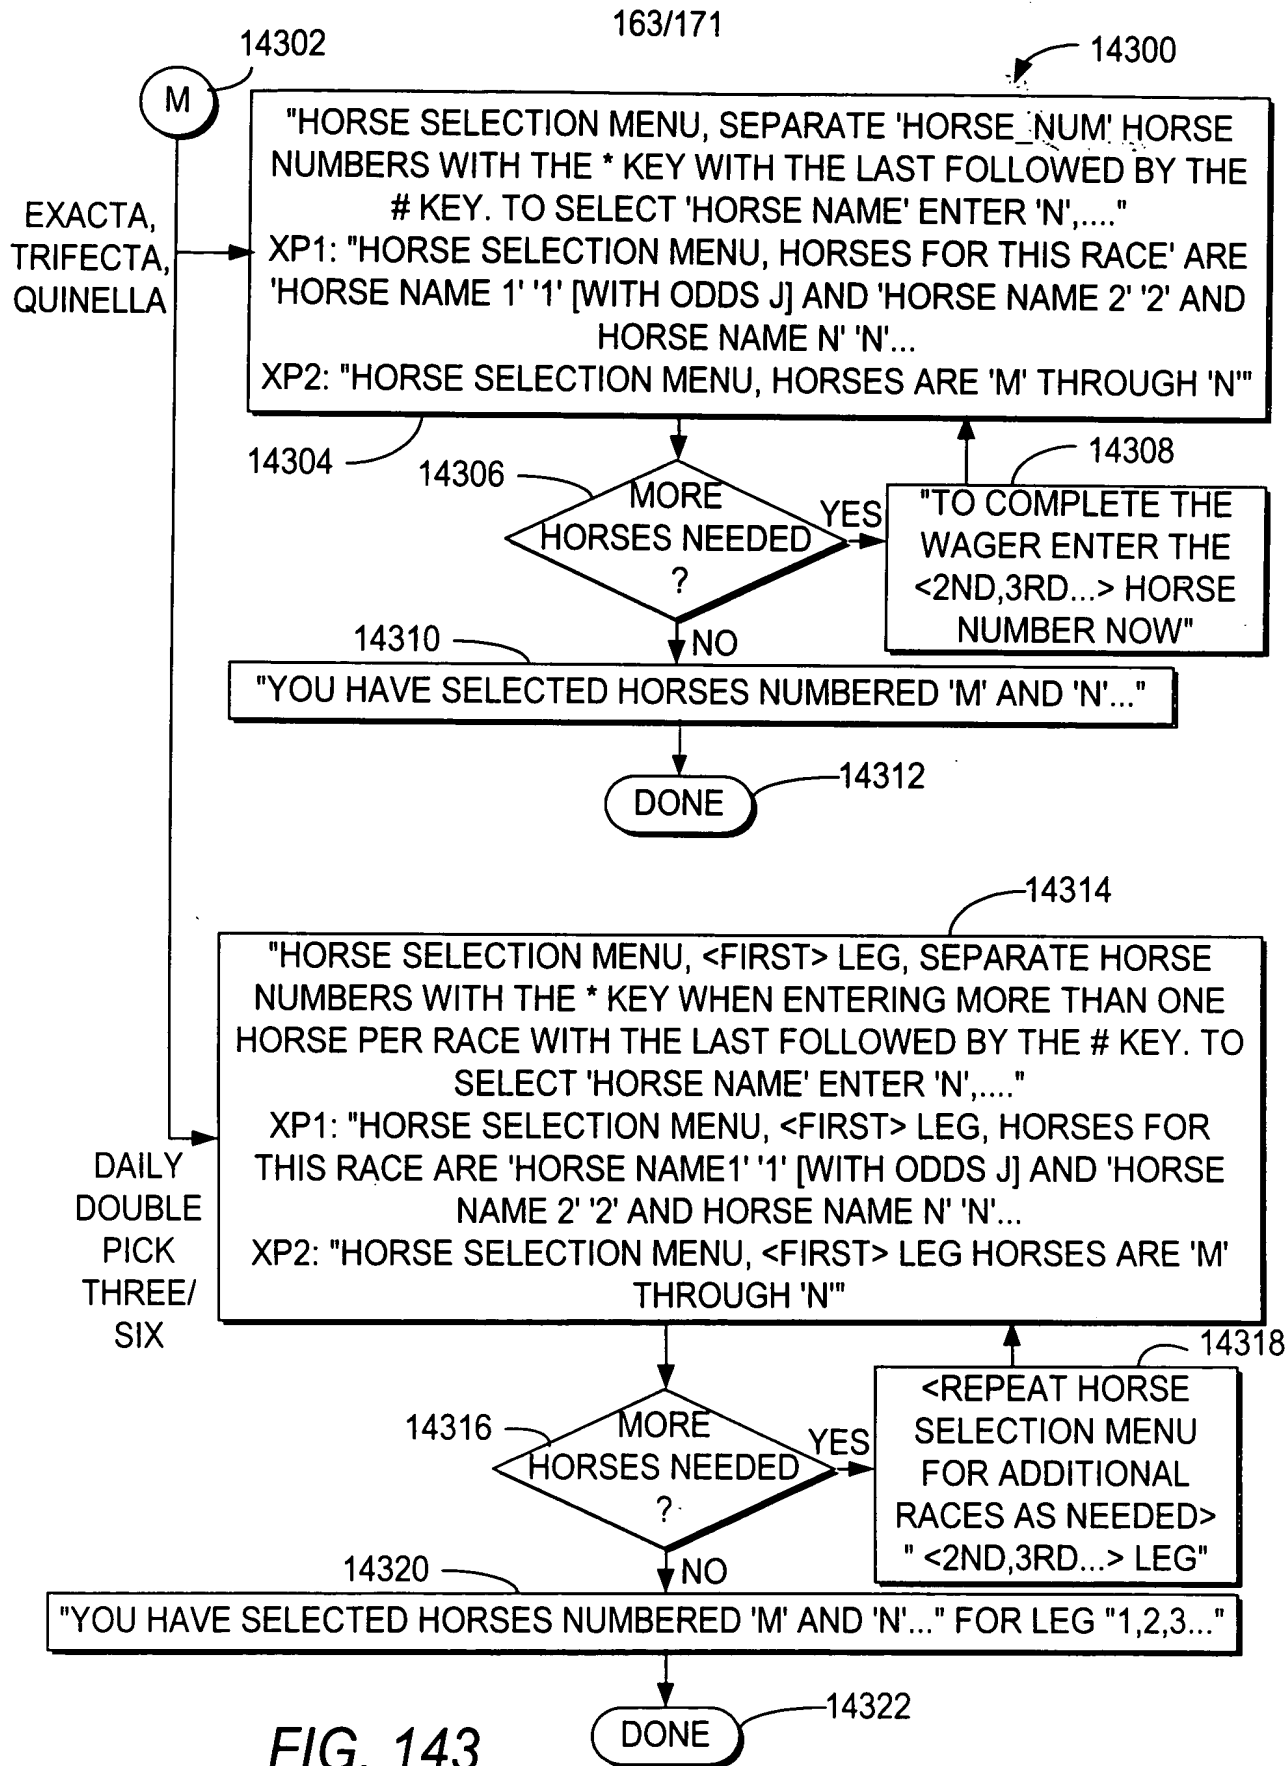 163/171
14302
14300
M
"HORSE SELECTION MENU, SEPARATE 'HORSE_NUM' HORSE
NUMBERS WITH THE * KEY WITH THE LAST FOLLOWED BY THE
# KEY. TO SELECT 'HORSE NAME' ENTER 'N',...."
XP1: "HORSE SELECTION MENU, HORSES FOR THIS RACE' ARE
'HORSE NAME 1' '1' [WITH ODDS J] AND 'HORSE NAME 2' '2' AND
HORSE NAME N' 'N'...
XP2: "HORSE SELECTION MENU, HORSES ARE 'M' THROUGH 'N'"
EXACTA,
TRIFECTA,
QUINELLA
14304
14306
14308
MORE
HORSES NEEDED
?
YES
"TO COMPLETE THE
WAGER ENTER THE
<2ND,3RD...> HORSE
NUMBER NOW"
14310
NO
"YOU HAVE SELECTED HORSES NUMBERED 'M' AND 'N'..."
14312
DONE
14314
"HORSE SELECTION MENU, <FIRST> LEG, SEPARATE HORSE
NUMBERS WITH THE * KEY WHEN ENTERING MORE THAN ONE
HORSE PER RACE WITH THE LAST FOLLOWED BY THE # KEY. TO
SELECT 'HORSE NAME' ENTER 'N',...."
XP1: "HORSE SELECTION MENU, <FIRST> LEG, HORSES FOR
THIS RACE ARE 'HORSE NAME1' '1' [WITH ODDS J] AND 'HORSE
NAME 2' '2' AND HORSE NAME N' 'N'...
XP2: "HORSE SELECTION MENU, <FIRST> LEG HORSES ARE 'M'
THROUGH 'N'"
DAILY
DOUBLE
PICK
THREE/
SIX
14318
14316
MORE
HORSES NEEDED
?
YES
<REPEAT HORSE
SELECTION MENU
FOR ADDITIONAL
RACES AS NEEDED>
" <2ND,3RD...> LEG"
14320
NO
"YOU HAVE SELECTED HORSES NUMBERED 'M' AND 'N'..." FOR LEG "1,2,3..."
14322
DONE
FIG. 143